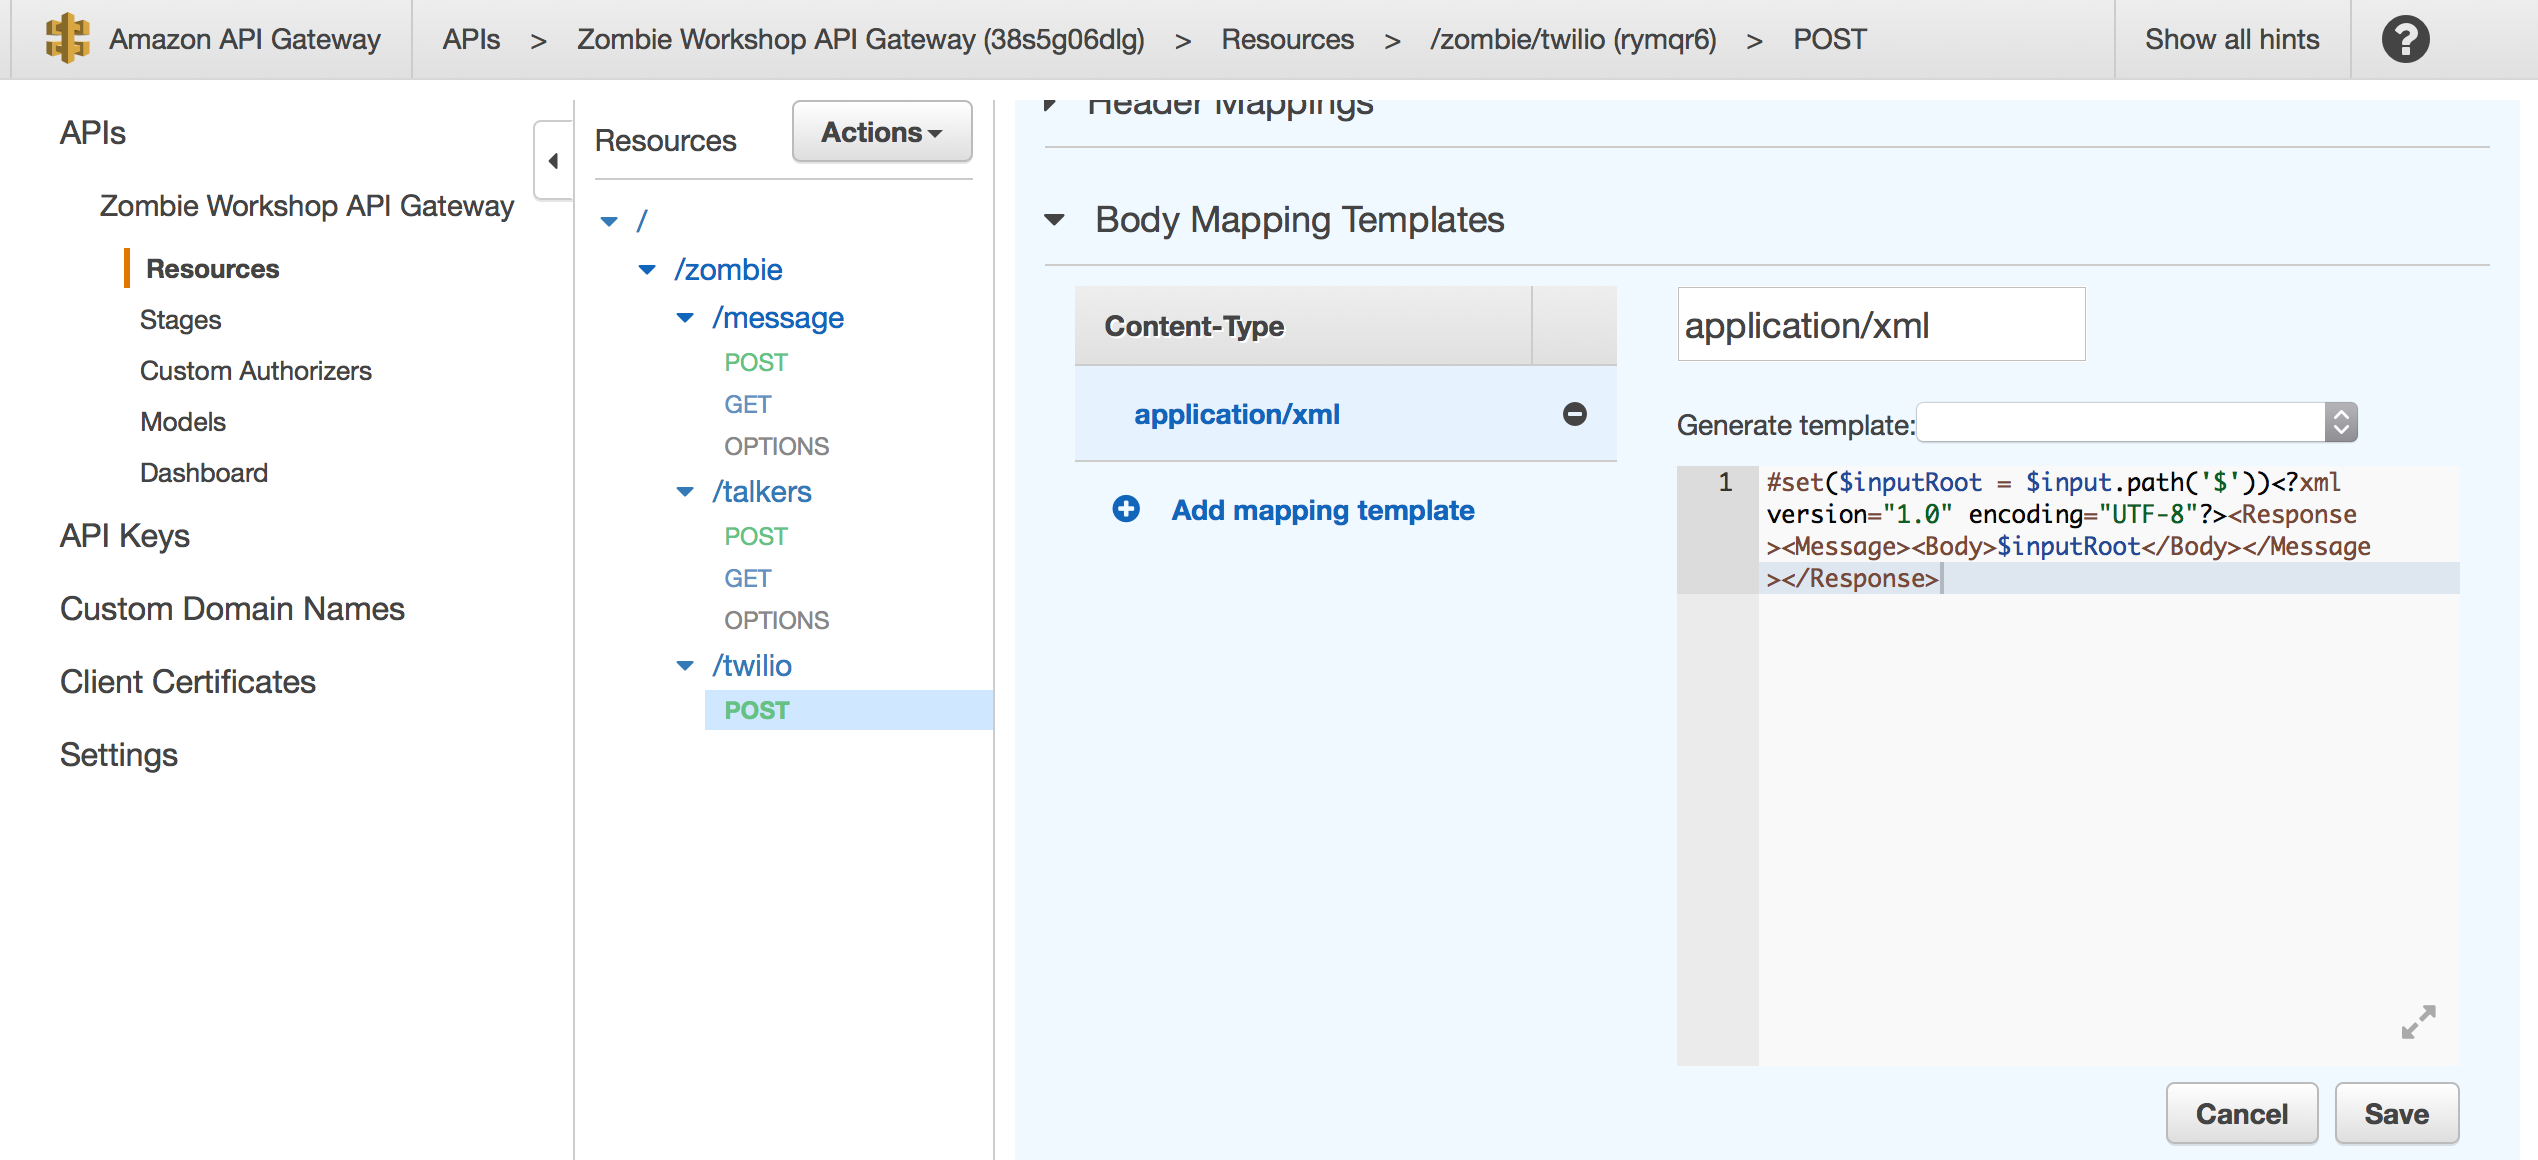 Amazon API Gateway
APIs > Zombie Workshop API Gateway (38s5g06dlg) > Resources > /zombie/twilio (rymqr6) > POST
Show all hints
?
APIs
Zombie Workshop API Gateway
Resources
Stages
Custom Authorizers
Models
Dashboard
API Keys
Custom Domain Names
Client Certificates
Settings
Resources
Actions
/
/zombie
/message
POST
GET
OPTIONS
/talkers
POST
GET
OPTIONS
/twilio
POST
Header Mappings
Body Mapping Templates
Content-Type
application/xml
Add mapping template
application/xml
Generate template:
1 #set($inputRoot = $input.path('$'))<?xml
version="1.0" encoding="UTF-8"?><Response
><Message><Body>$inputRoot</Body></Message
></Response>
Cancel
Save